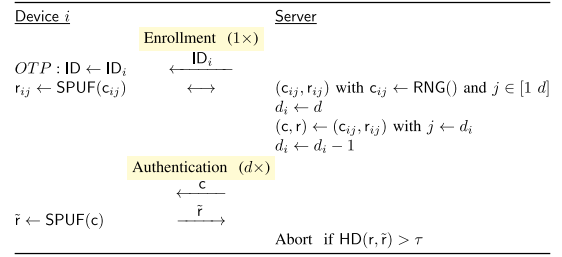 Device i Server
Enrollment (1×)
OTP : ID ← ID_i ID_i ←
r_ij ← SPUF(c_ij) ⟷ (c_ij, r_ij) with c_ij ← RNG() and j ∈ [1 d]
d_i ← d
(c, r) ← (c_ij, r_ij) with j ← d_i
d_i ← d_i − 1
Authentication (d×)
c ←
r̃ ← SPUF(c) r̃ →
Abort if HD(r, r̃) > τ